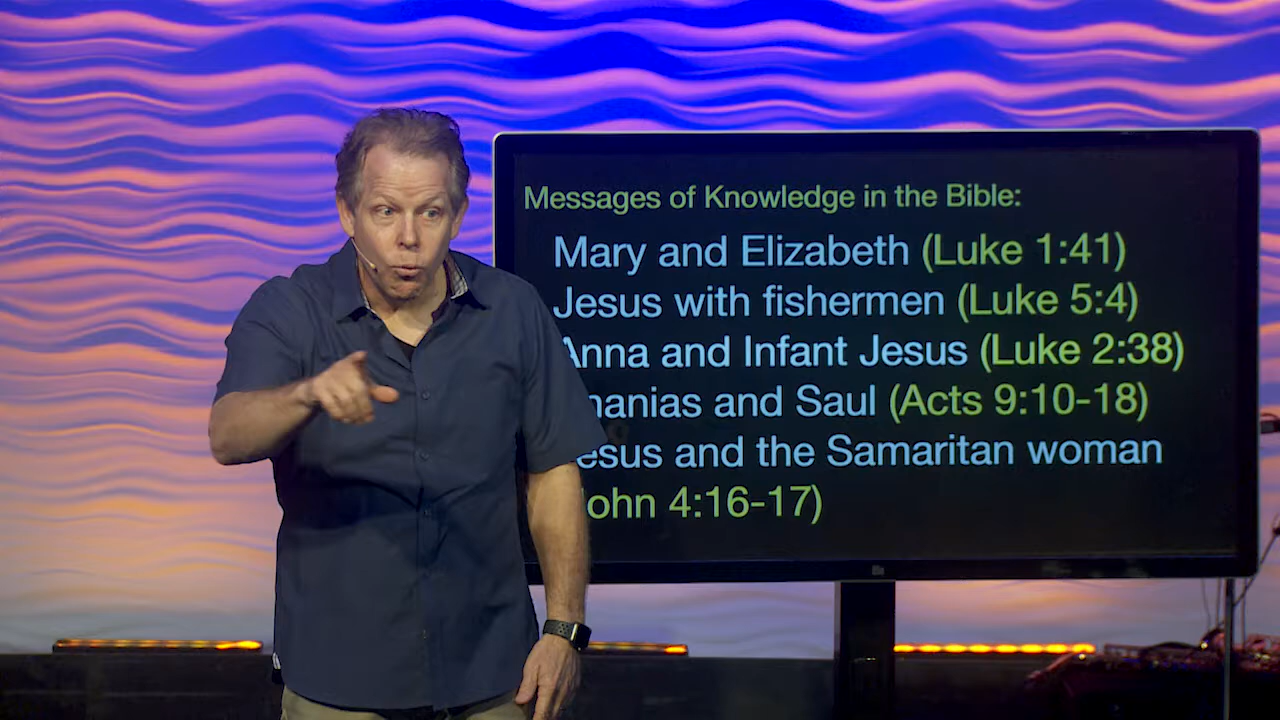 Messages of Knowledge in the Bible:
Mary and Elizabeth (Luke 1:41)
Jesus with fishermen (Luke 5:4)
Anna and Infant Jesus (Luke 2:38)
nanias and Saul (Acts 9:10-18)
esus and the Samaritan woman
ohn 4:16-17)